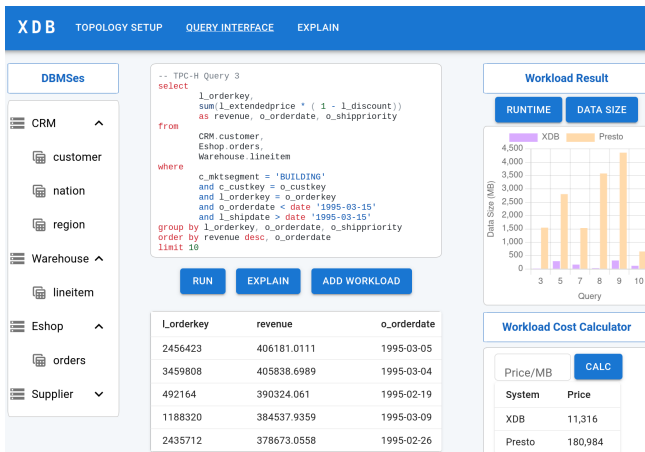 XDB TOPOLOGY SETUP QUERY INTERFACE EXPLAIN
DBMSes
CRM
customer
nation
region
Warehouse
lineitem
Eshop
orders
Supplier
-- TPC-H Query 3
select
l_orderkey,
sum(l_extendedprice * ( 1 - l_discount))
as revenue, o_orderdate, o_shippriority
from
CRM.customer,
Eshop.orders,
Warehouse.lineitem
where
c_mktsegment = 'BUILDING'
and c_custkey = o_custkey
and l_orderkey = o_orderkey
and o_orderdate < date '1995-03-15'
and l_shipdate > date '1995-03-15'
group by l_orderkey, o_orderdate, o_shippriority
order by revenue desc, o_orderdate
limit 10
RUN EXPLAIN ADD WORKLOAD
l_orderkey revenue o_orderdate
2456423 406181.0111 1995-03-05
3459808 405838.6989 1995-03-04
492164 390324.061 1995-02-19
1188320 384537.9359 1995-03-09
2435712 378673.0558 1995-02-26
Workload Result
RUNTIME DATA SIZE
XDB Presto
4,500
4,000
3,500
3,000
2,500
2,000
1,500
1,000
500
0
Data Size (MB)
3 5 7 8 9 10
Query
Workload Cost Calculator
Price/MB CALC
System Price
XDB 11,316
Presto 180,984